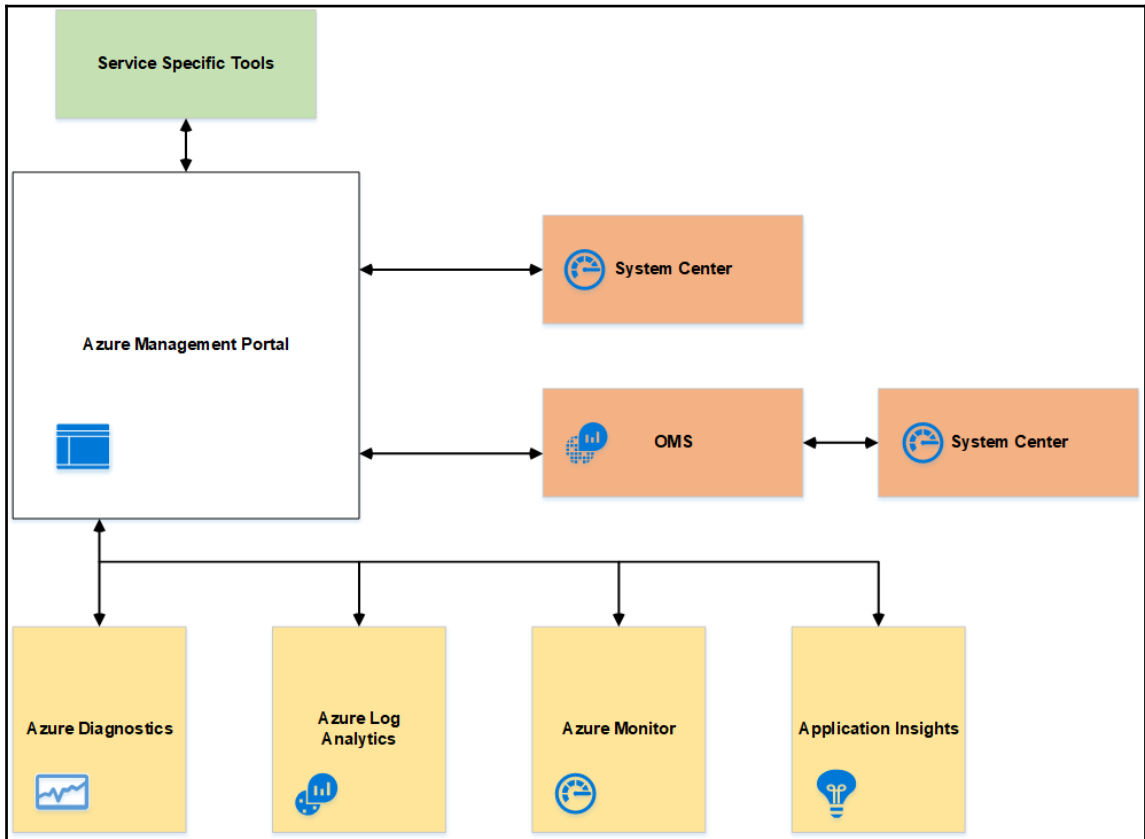 Service Specific Tools
System Center
Azure Management Portal
OMS
System Center
Azure Diagnostics
Azure Log
Analytics
Azure Monitor
Application Insights